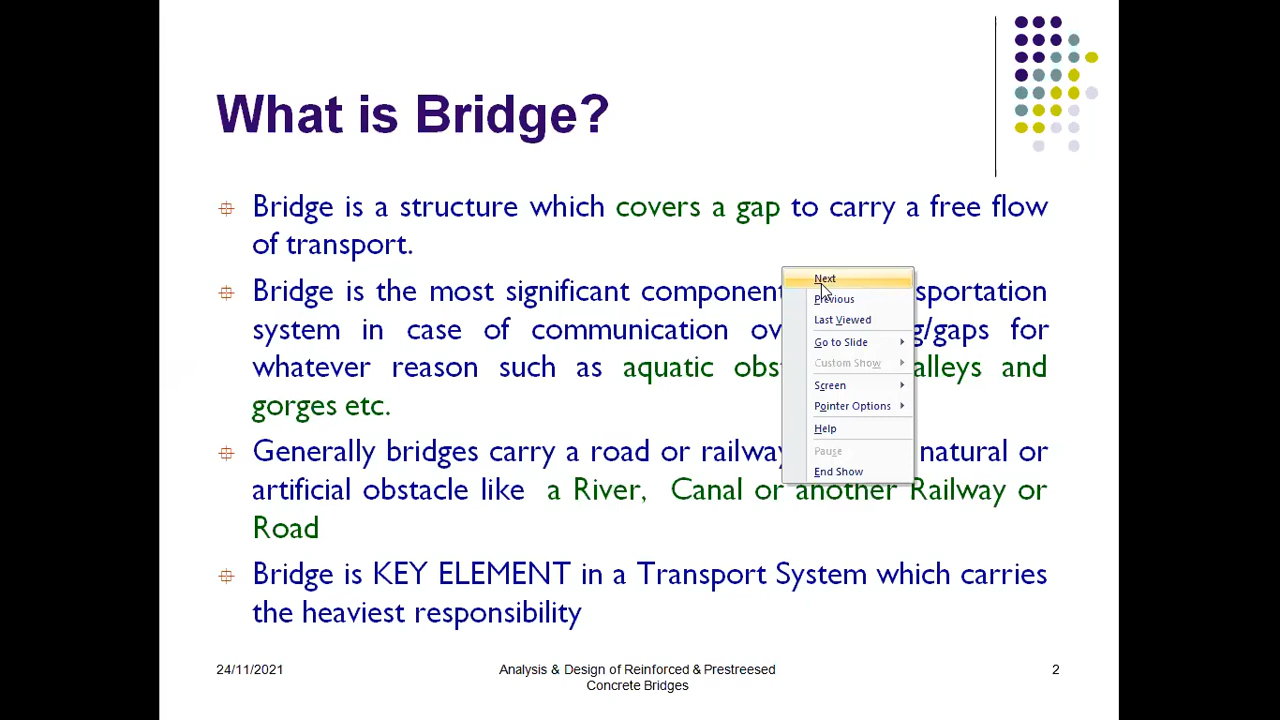 What is Bridge?
Bridge is a structure which covers a gap to carry a free flow
of transport.
Bridge is the most significant component sportation
system in case of communication ov g/gaps for
whatever reason such as aquatic obs alleys and
gorges etc.
Generally bridges carry a road or railway natural or
artificial obstacle like a River, Canal or another Railway or
Road
Bridge is KEY ELEMENT in a Transport System which carries
the heaviest responsibility
Next
Previous
Last Viewed
Go to Slide
Custom Show
Screen
Pointer Options
Help
Pause
End Show
24/11/2021
Analysis & Design of Reinforced & Prestreesed
Concrete Bridges
2